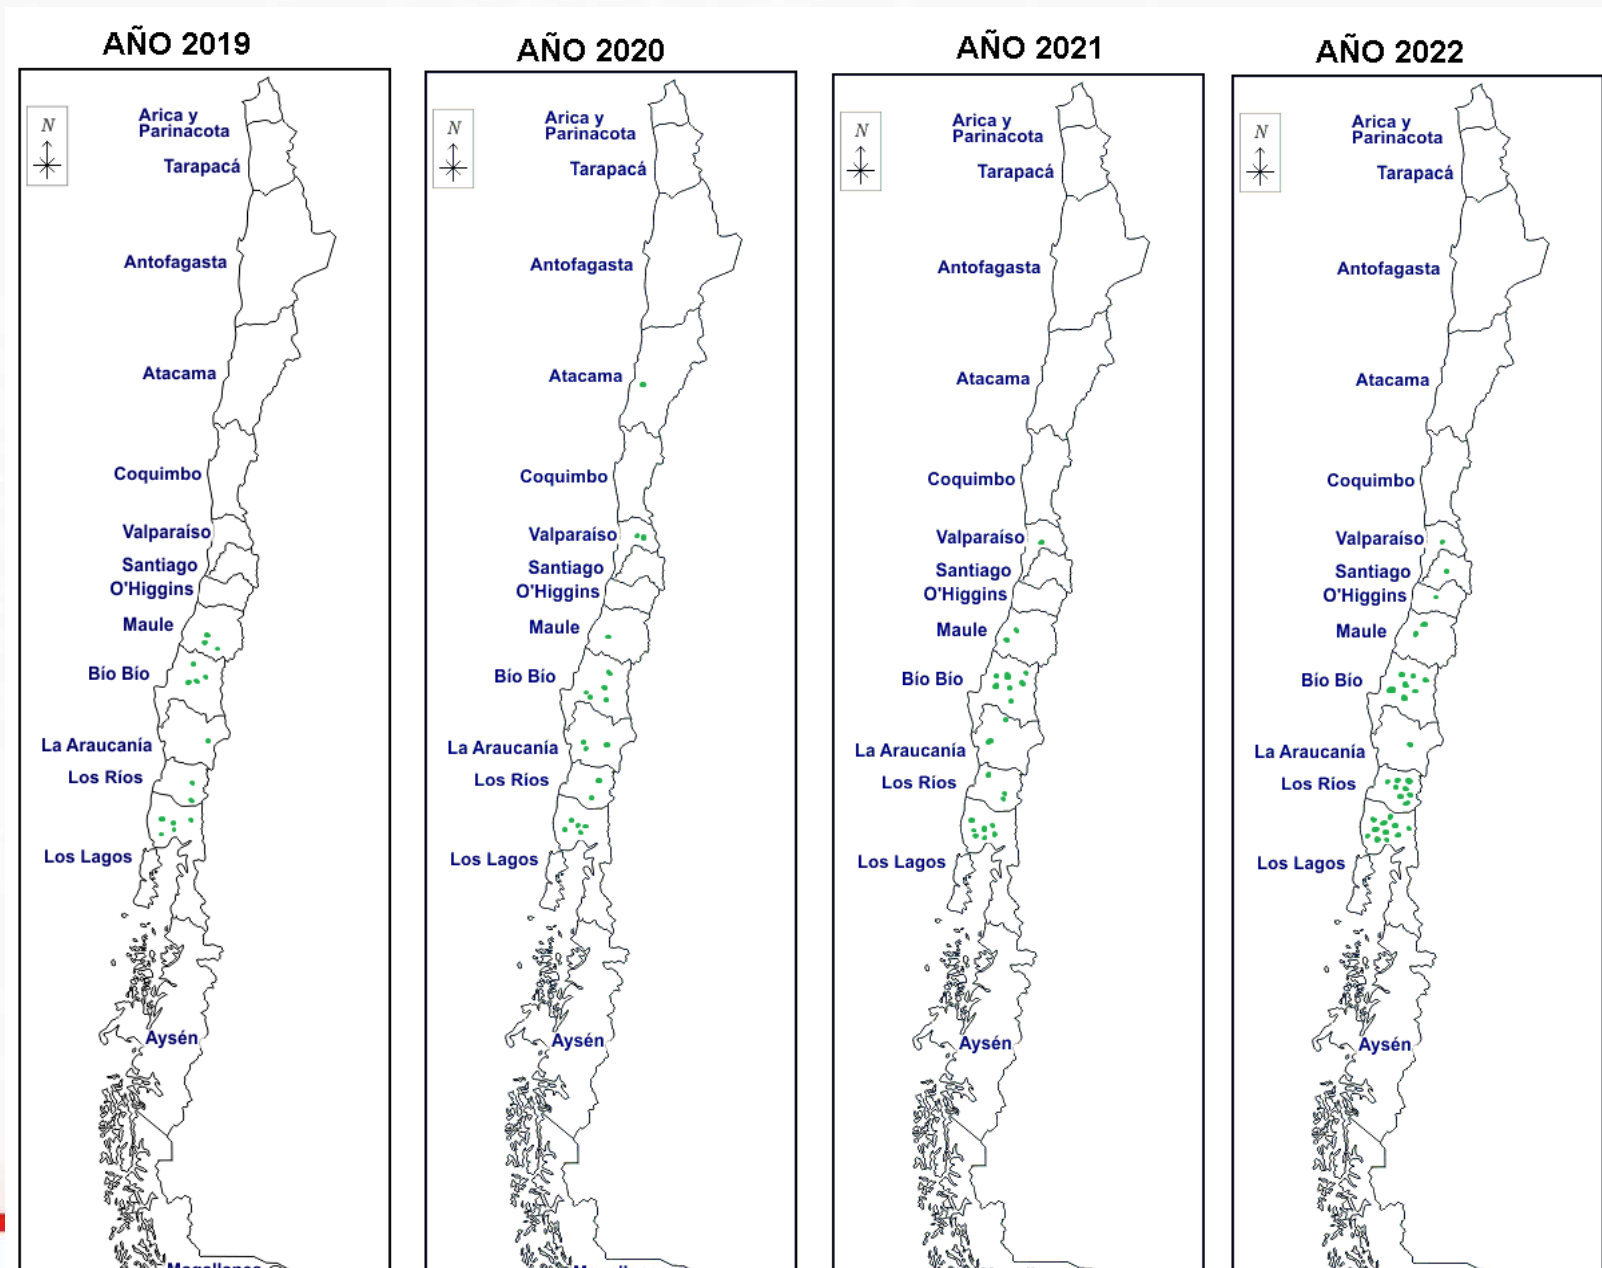 AÑO 2019
N
Arica y
Parinacota
Tarapacá
Antofagasta
Atacama
Coquimbo
Valparaíso
Santiago
O'Higgins
Maule
Bío Bío
La Araucanía
Los Ríos
Los Lagos
Aysén
Magallanes
AÑO 2020
N
Arica y
Parinacota
Tarapacá
Antofagasta
Atacama
Coquimbo
Valparaíso
Santiago
O'Higgins
Maule
Bío Bío
La Araucanía
Los Ríos
Los Lagos
Aysén
AÑO 2021
N
Arica y
Parinacota
Tarapacá
Antofagasta
Atacama
Coquimbo
Valparaíso
Santiago
O'Higgins
Maule
Bío Bío
La Araucanía
Los Ríos
Los Lagos
Aysén
AÑO 2022
N
Arica y
Parinacota
Tarapacá
Antofagasta
Atacama
Coquimbo
Valparaíso
Santiago
O'Higgins
Maule
Bío Bío
La Araucanía
Los Ríos
Los Lagos
Aysén